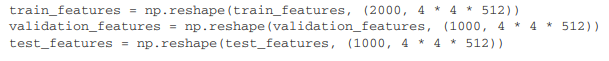 train_features = np.reshape(train_features, (2000, 4 * 4 * 512))
validation_features = np.reshape(validation_features, (1000, 4 * 4 * 512))
test_features = np.reshape(test_features, (1000, 4 * 4 * 512))